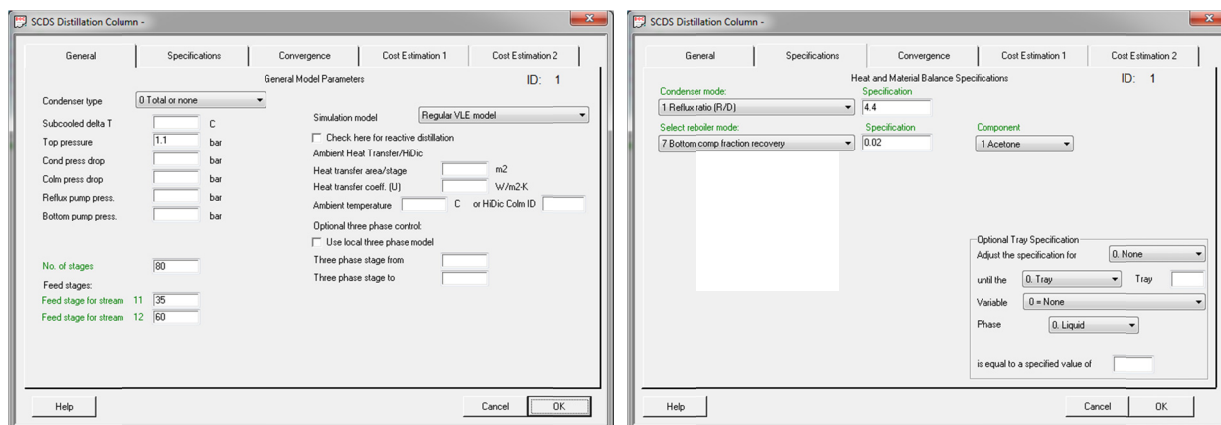 SCDS Distillation Column -
General Specifications Convergence Cost Estimation 1 Cost Estimation 2
General Model Parameters ID: 1
Condenser type 0 Total or none
Subcooled delta T C
Top pressure 1.1 bar
Cond press drop bar
Colm press drop bar
Reflux pump press. bar
Bottom pump press. bar
No. of stages 80
Feed stages:
Feed stage for stream 11 35
Feed stage for stream 12 60
Simulation model Regular VLE model
Check here for reactive distillation
Ambient Heat Transfer/HiDic
Heat transfer area/stage m2
Heat transfer coeff. (U) W/m2-K
Ambient temperature C or HiDic Colm ID
Optional three phase control:
Use local three phase model
Three phase stage from
Three phase stage to
Help Cancel OK
SCDS Distillation Column -
General Specifications Convergence Cost Estimation 1 Cost Estimation 2
Heat and Material Balance Specifications ID: 1
Condenser mode: Specification
1 Reflux ratio (R/D) 4.4
Select reboiler mode: Specification Component
7 Bottom comp fraction recovery 0.02 1 Acetone
Optional Tray Specification
Adjust the specification for 0. None
until the 0. Tray Tray
Variable 0 = None
Phase 0. Liquid
is equal to a specified value of
Help Cancel OK